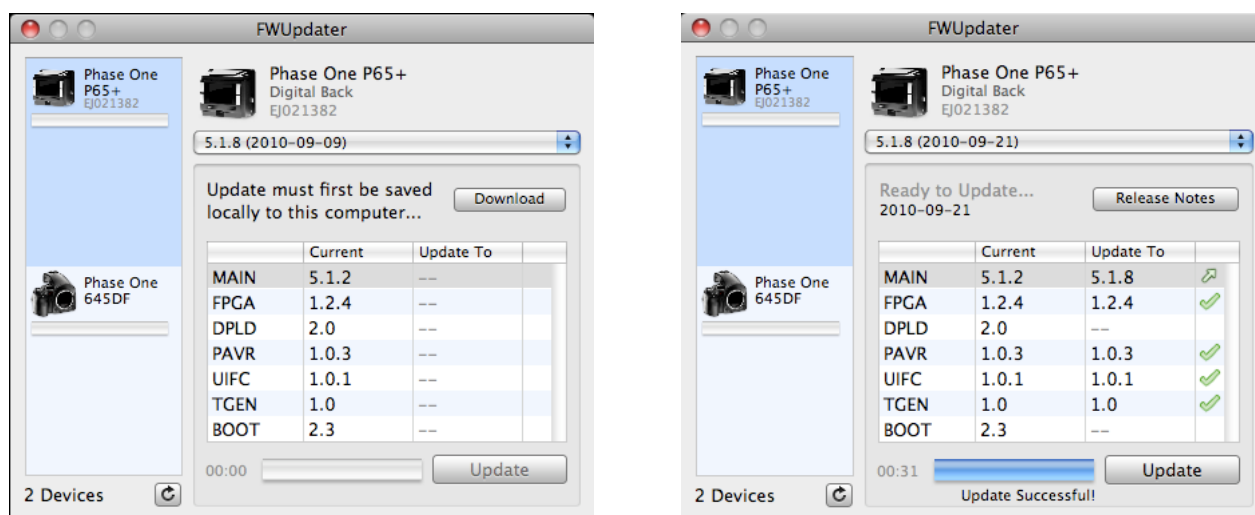 FWUpdater
Phase One
P65+
EJ021382
Phase One P65+
Digital Back
EJ021382
5.1.8 (2010-09-09)
Update must first be saved
locally to this computer...
Download
Current Update To
MAIN 5.1.2 --
FPGA 1.2.4 --
DPLD 2.0 --
PAVR 1.0.3 --
UIFC 1.0.1 --
TGEN 1.0 --
BOOT 2.3 --
Phase One
645DF
00:00 Update
2 Devices
FWUpdater
Phase One
P65+
EJ021382
Phase One P65+
Digital Back
EJ021382
5.1.8 (2010-09-21)
Ready to Update...
2010-09-21
Release Notes
Current Update To
MAIN 5.1.2 5.1.8
FPGA 1.2.4 1.2.4
DPLD 2.0 --
PAVR 1.0.3 1.0.3
UIFC 1.0.1 1.0.1
TGEN 1.0 1.0
BOOT 2.3 --
Phase One
645DF
00:31 Update
2 Devices
Update Successful!